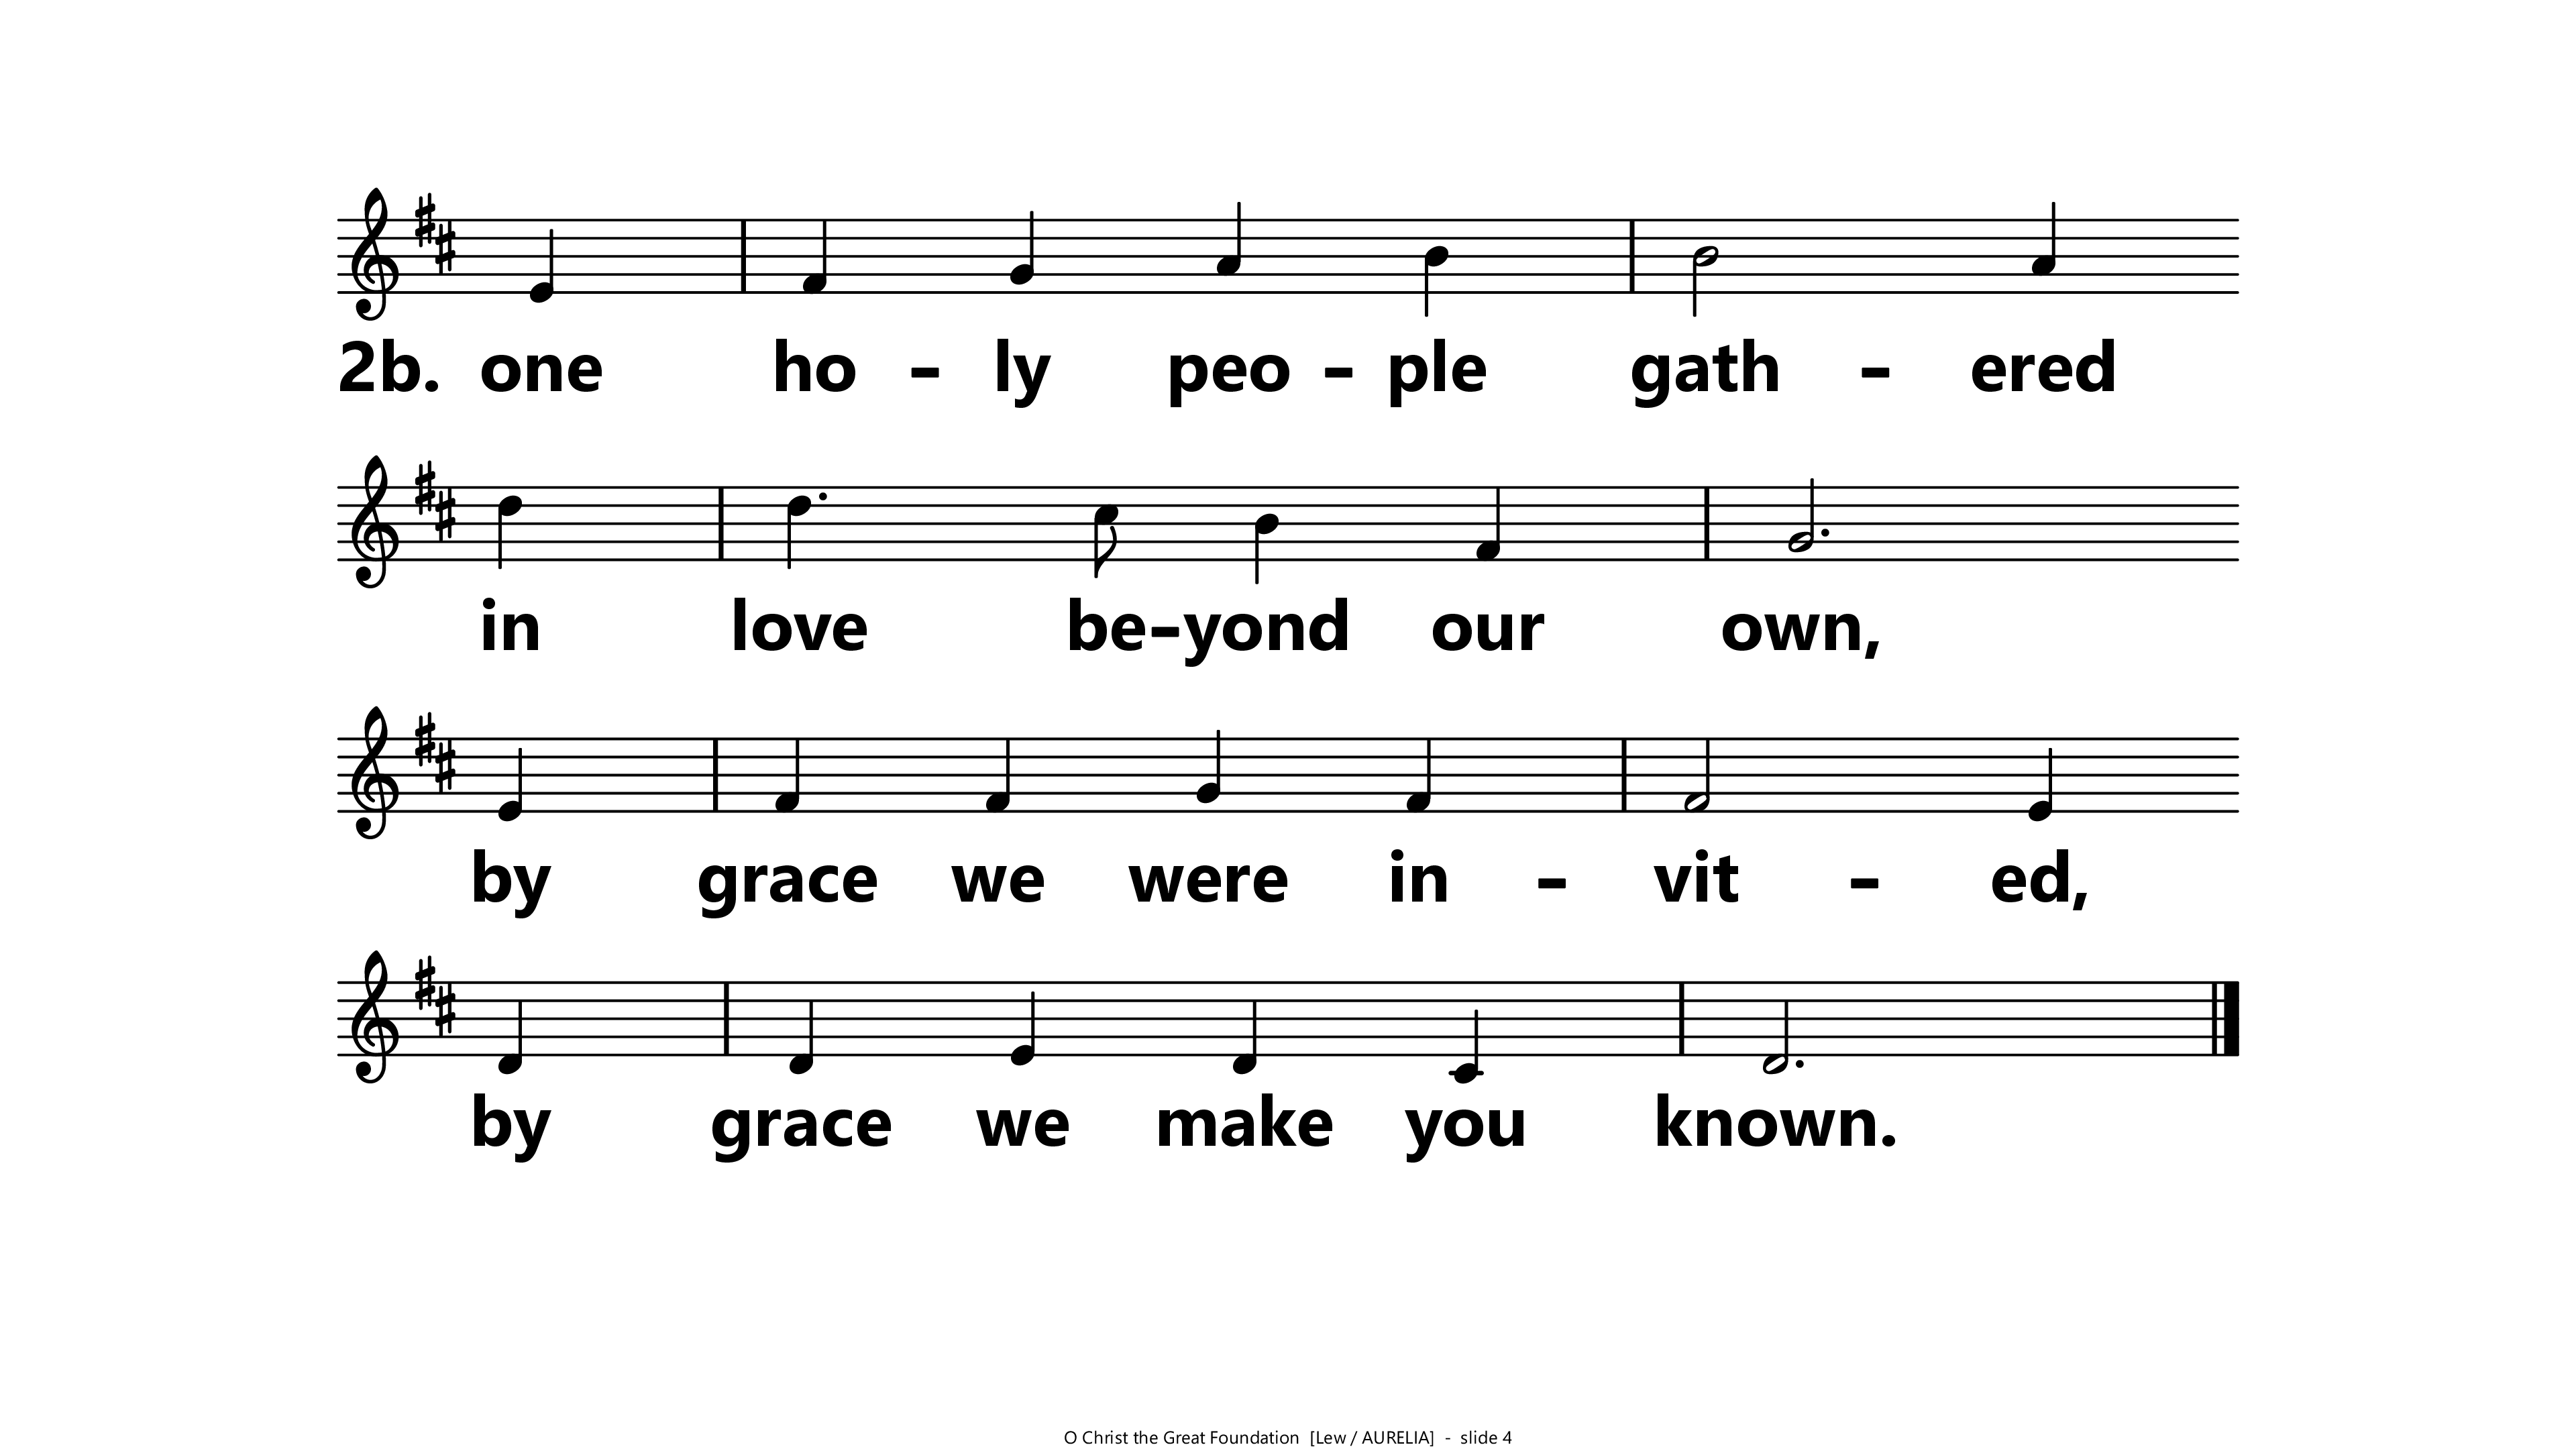 2b. one ho - ly peo - ple gath - ered
in love be-yond our own,
by grace we were in - vit - ed,
by grace we make you known.
O Christ the Great Foundation [Lew / AURELIA] - slide 4